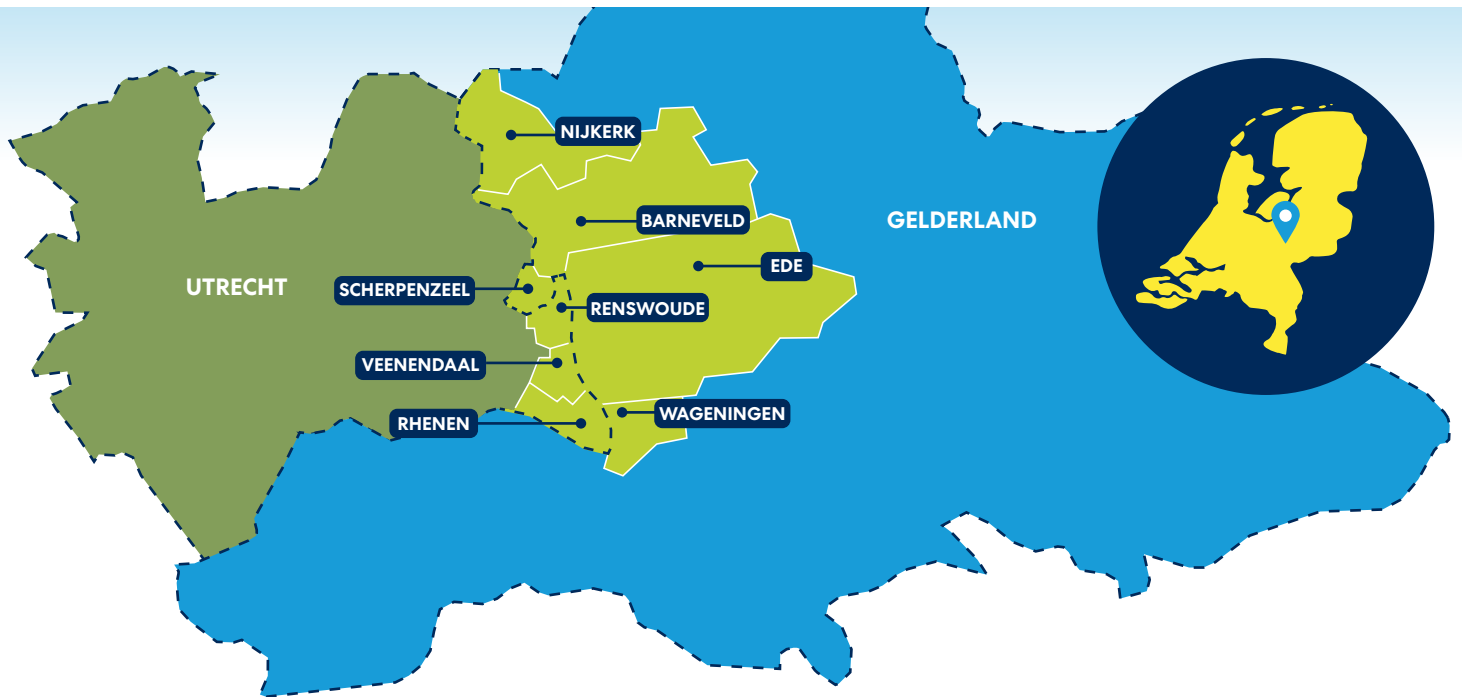 NIJKERK
BARNEVELD
GELDERLAND
EDE
UTRECHT
SCHERPENZEEL
RENSWOUDE
VEENENDAAL
WAGENINGEN
RHENEN